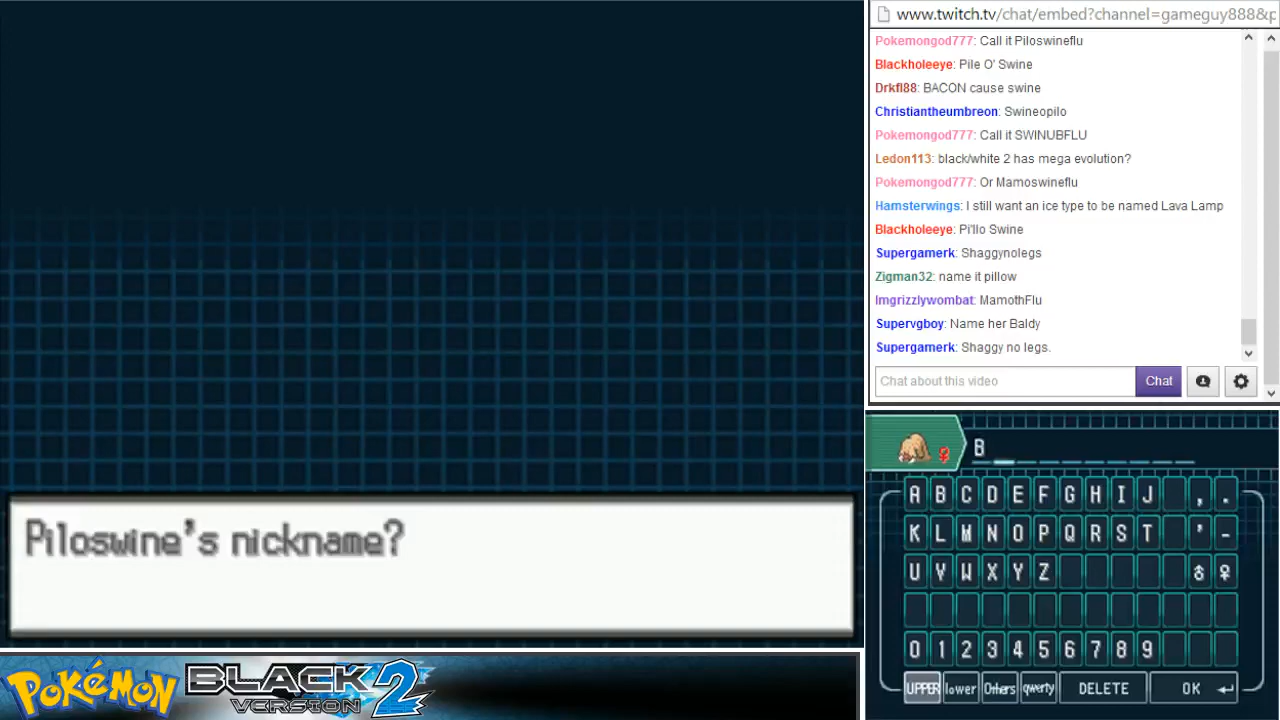 www.twitch.tv/chat/embed?channel=gameguy888&p
Pokemongod777: Call it Piloswineflu
Blackholeeye: Pile O' Swine
Drkfl88: BACON cause swine
Christiantheumbreon: Swineopilo
Pokemongod777: Call it SWINUBFLU
Ledon113: black/white 2 has mega evolution?
Pokemongod777: Or Mamoswineflu
Hamsterwings: I still want an ice type to be named Lava Lamp
Blackholeeye: Pi'llo Swine
Supergamerk: Shaggynolegs
Zigman32: name it pillow
Imgrizzlywombat: MamothFlu
Supervgboy: Name her Baldy
Supergamerk: Shaggy no legs.
Chat about this video
Chat
♀ B
A B C D E F G H I J , .
K L M N O P Q R S T ' -
U V W X Y Z ♂ ♀
0 1 2 3 4 5 6 7 8 9
UPPER lower Others qwerty DELETE OK
Piloswine's nickname?
POKéMON
BLACK
VERSION 2